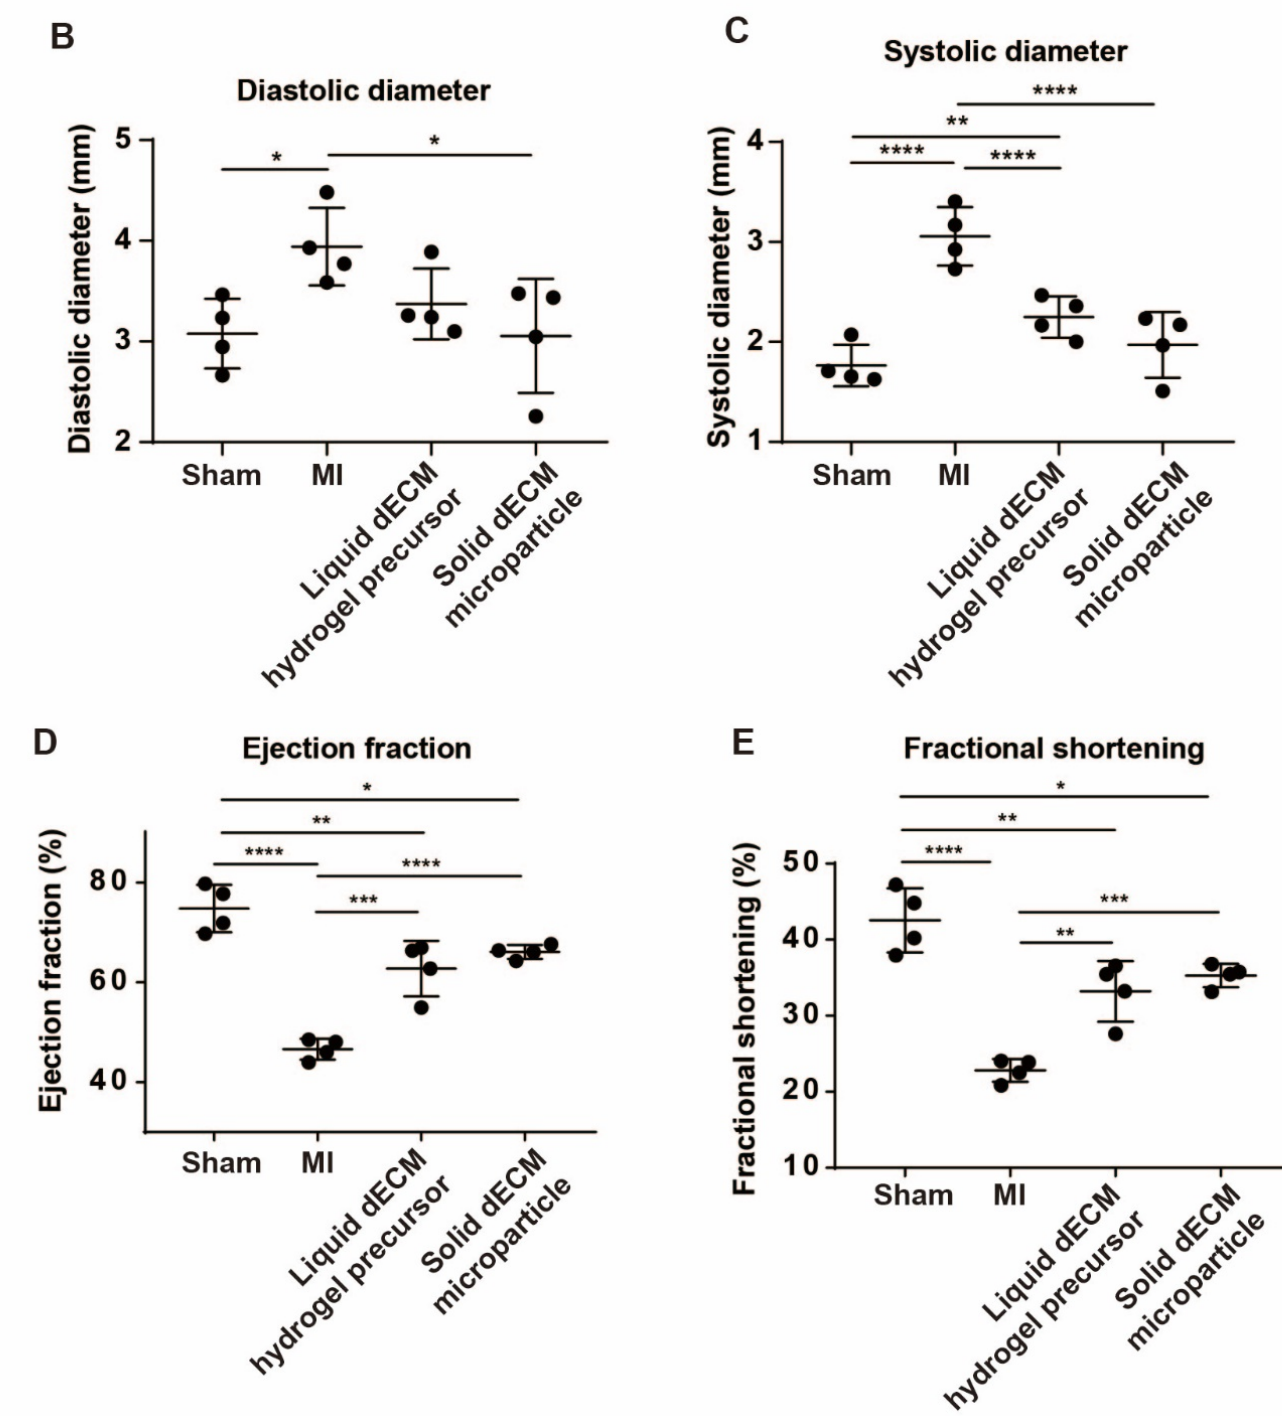 B
Diastolic diameter
Diastolic diameter (mm)
5
4
3
2
*
*
Sham
MI
Liquid dECM
hydrogel precursor
Solid dECM
microparticle
C
Systolic diameter
Systolic diameter (mm)
4
3
2
1
****
**
****
****
Sham
MI
Liquid dECM
hydrogel precursor
Solid dECM
microparticle
D
Ejection fraction
Ejection fraction (%)
80
60
40
*
**
****
****
***
Sham
MI
Liquid dECM
hydrogel precursor
Solid dECM
microparticle
E
Fractional shortening
Fractional shortening (%)
50
40
30
20
10
*
**
****
***
**
Sham
MI
Liquid dECM
hydrogel precursor
Solid dECM
microparticle